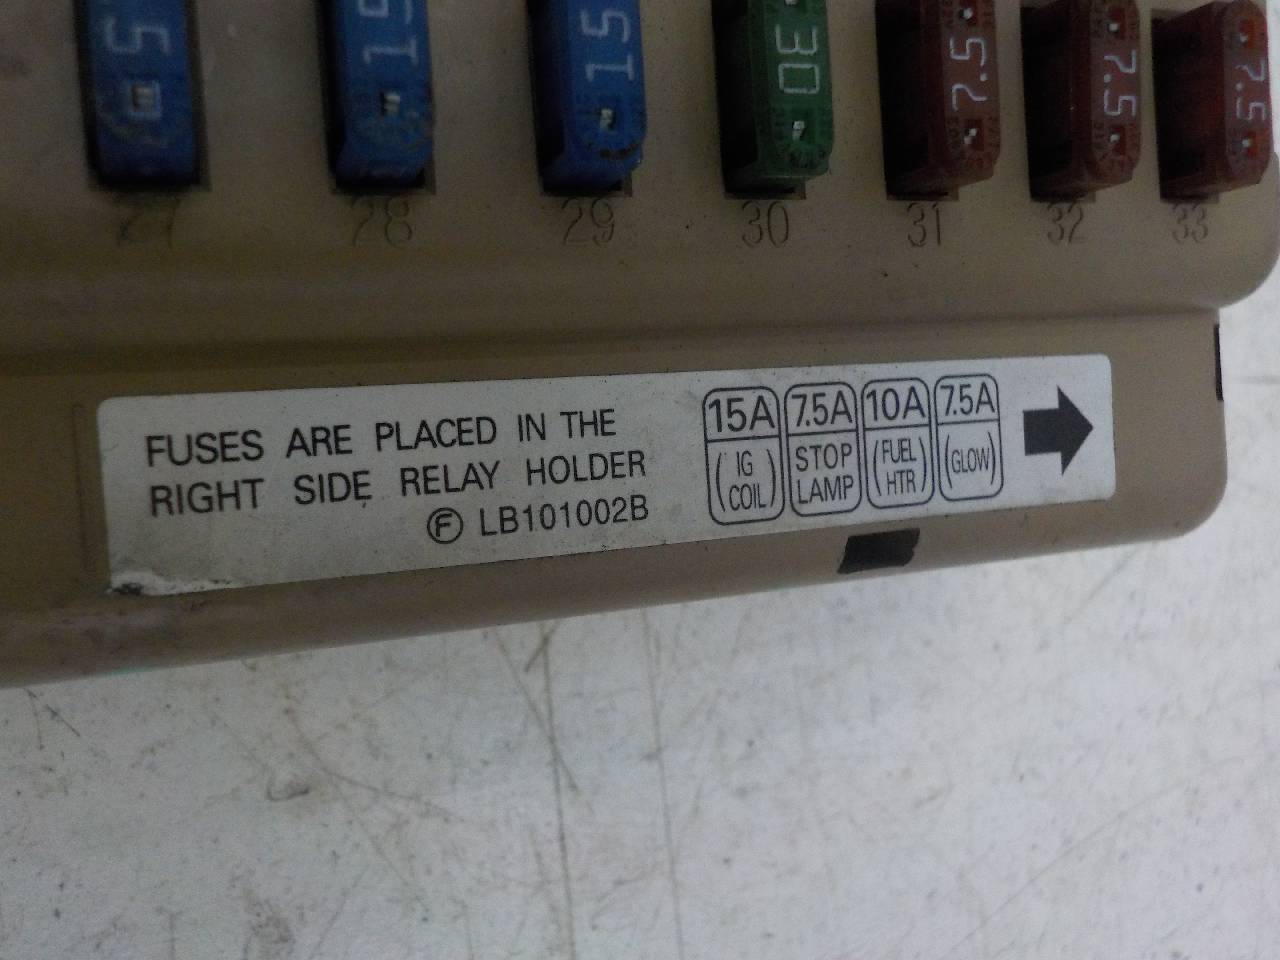 15 15 15 30 7.5 7.5 7.5
27 28 29 30 31 32 33
FUSES ARE PLACED IN THE
RIGHT SIDE RELAY HOLDER
Ⓕ LB101002B
15A 7.5A 10A 7.5A
(IG COIL) STOP LAMP (FUEL HTR) (GLOW)